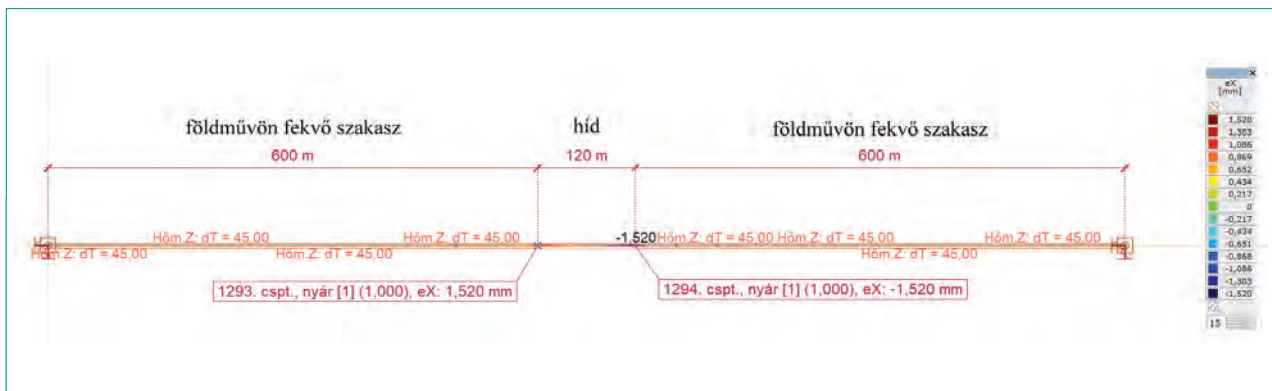 földművön fekvő szakasz
híd
földművön fekvő szakasz
600 m
120 m
600 m
-1,520
Hőm.Z: dT = 45,00
Hőm.Z: dT = 45,00
Hőm.Z: dT = 45,00
Hőm.Z: dT = 45,00
Hőm.Z: dT = 45,00
Hőm.Z: dT = 45,00
Hőm.Z: dT = 45,00
Hőm.Z: dT = 45,00
1293. cspt., nyár [1] (1,000), eX: 1,520 mm
1294. cspt., nyár [1] (1,000), eX: -1,520 mm
eX
[mm]
1,520
1,303
1,086
0,869
0,652
0,434
0,217
0
-0,217
-0,434
-0,651
-0,868
-1,086
-1,303
-1,520
15